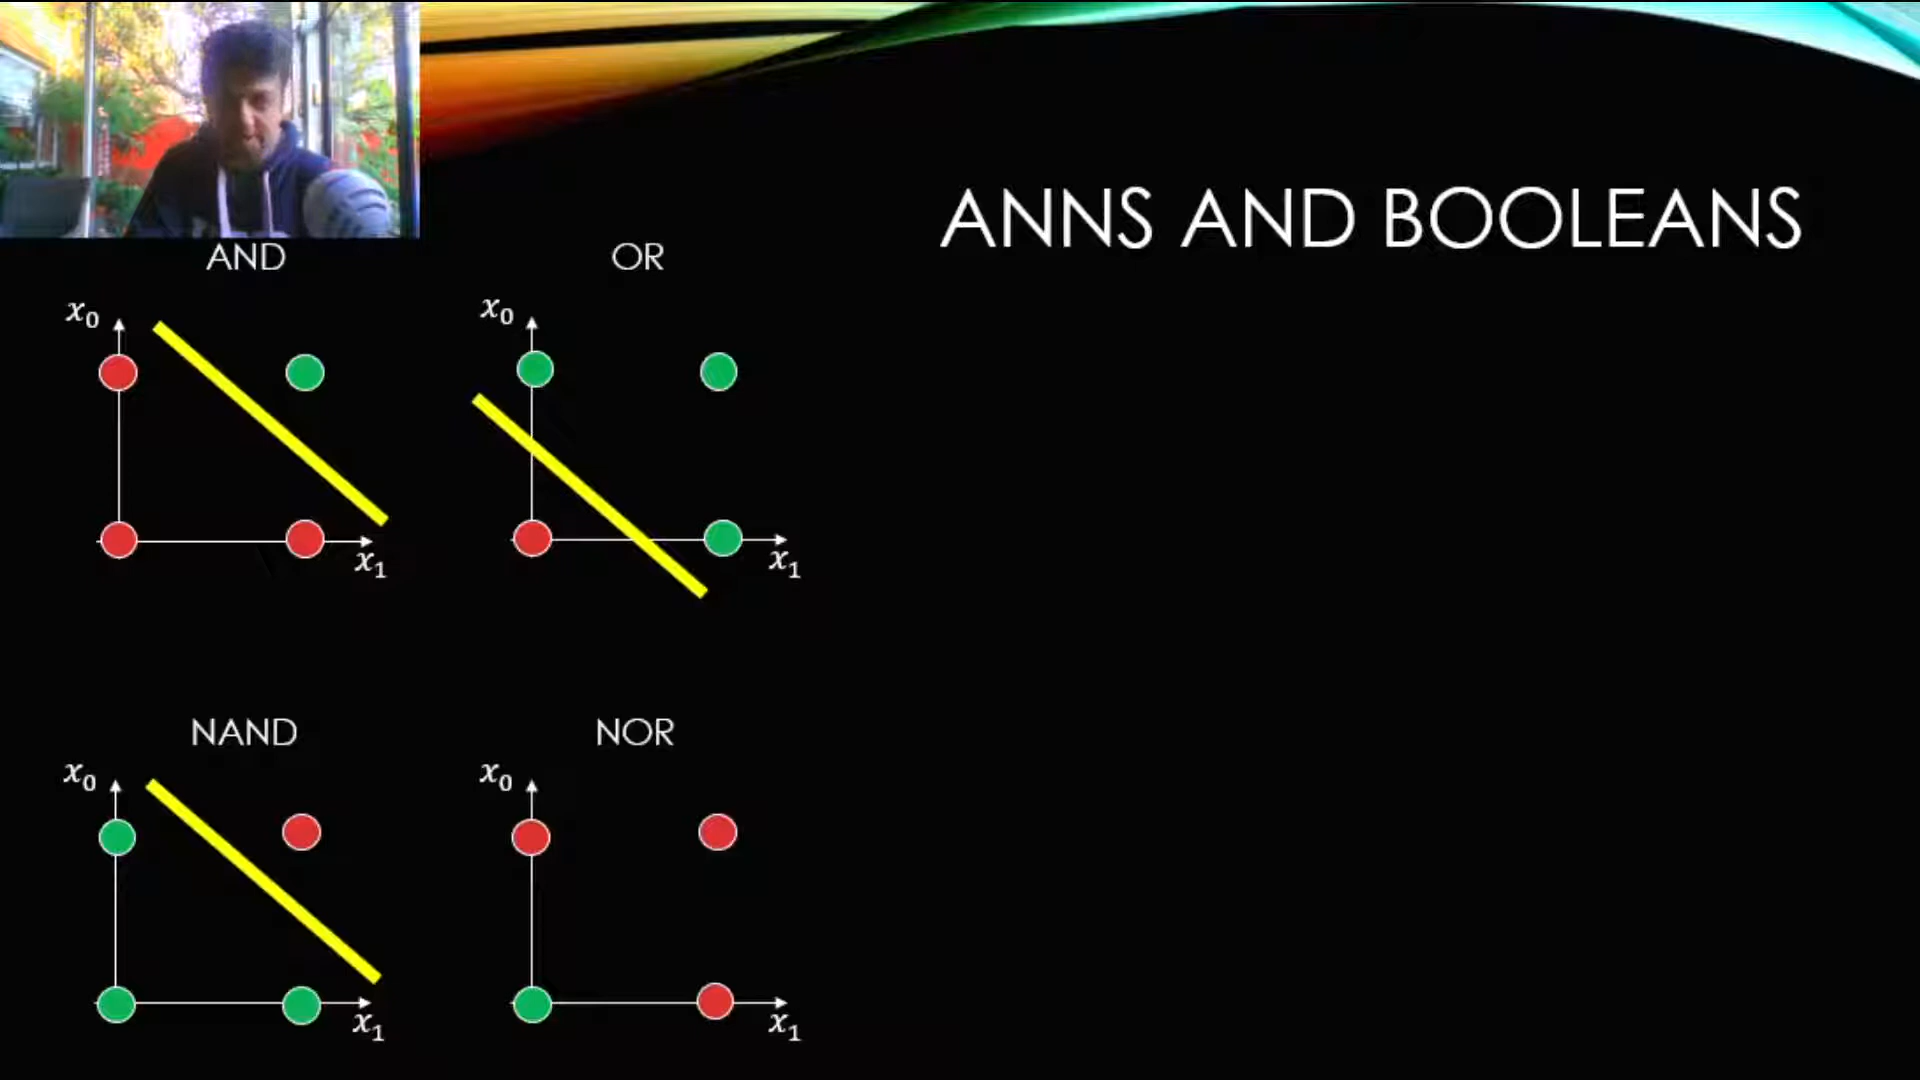 ANNS AND BOOLEANS
AND
OR
x₀
x₀
x₁
x₁
NAND
NOR
x₀
x₀
x₁
x₁